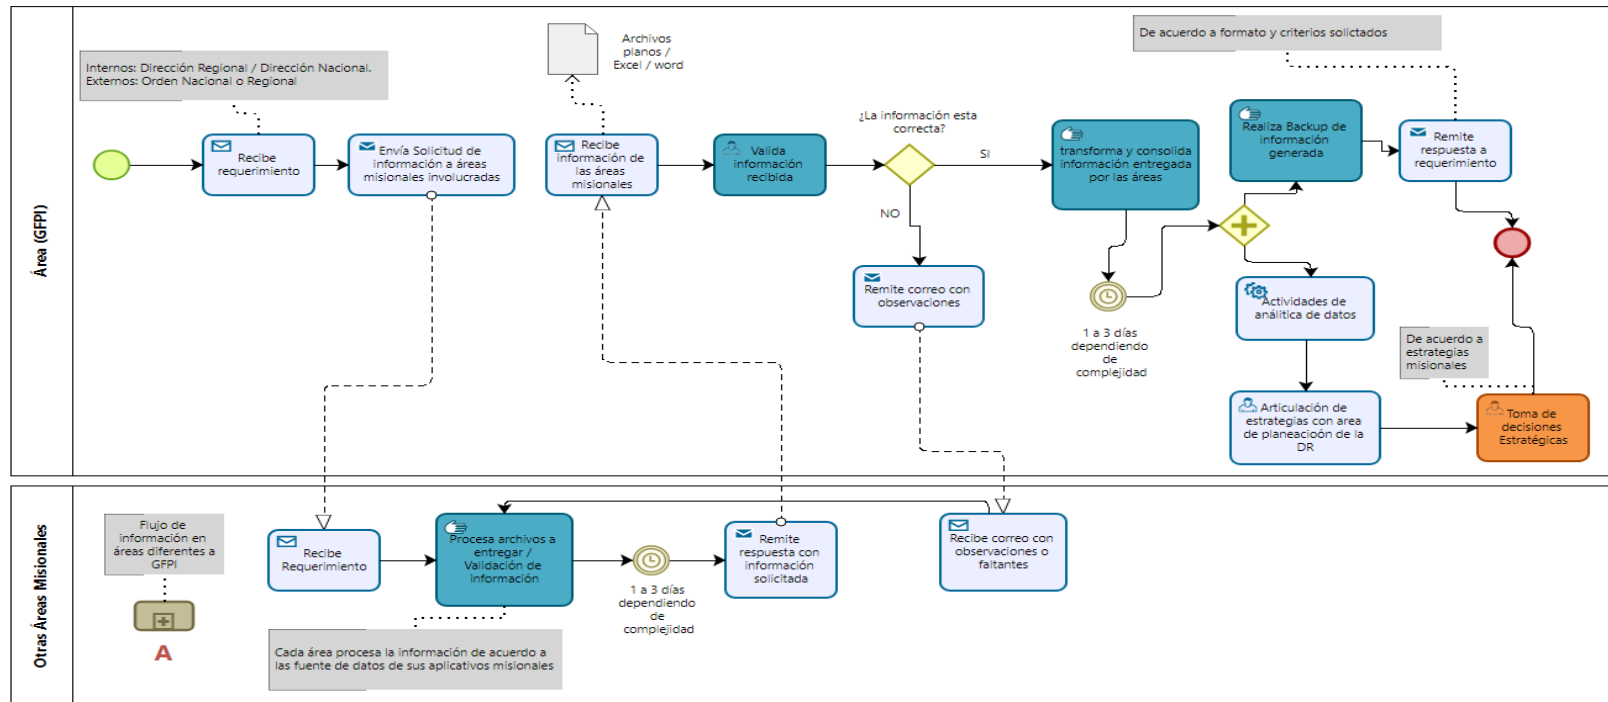 Área (GFPI)
Internos: Dirección Regional / Dirección Nacional.
Externos: Orden Nacional o Regional
Recibe
requerimiento
Envía Solicitud de
información a áreas
misionales involucradas
Archivos
planos /
Excel / word
Recibe
información de
las áreas
misionales
Valida
información
recibida
¿La información esta
correcta?
SI
NO
Remite correo con
observaciones
transforma y consolida
información entregada
por las áreas
1 a 3 días
dependiendo
de
complejidad
De acuerdo a formato y criterios solictados
Realiza Backup de
información
generada
Remite
respuesta a
requerimiento
Actividades de
análitica de datos
De acuerdo a
estrategias
misionales
Articulación de
estrategias con area
de planeacioón de la
DR
Toma de
decisiones
Estratégicas
Otras Áreas Misionales
Flujo de
información en
áreas diferentes a
GFPI
A
Recibe
Requerimiento
Procesa archivos a
entregar /
Validación de
información
1 a 3 días
dependiendo
de
complejidad
Remite
respuesta con
información
solicitada
Recibe correo con
observaciones o
faltantes
Cada área procesa la información de acuerdo a
las fuente de datos de sus aplicativos misionales